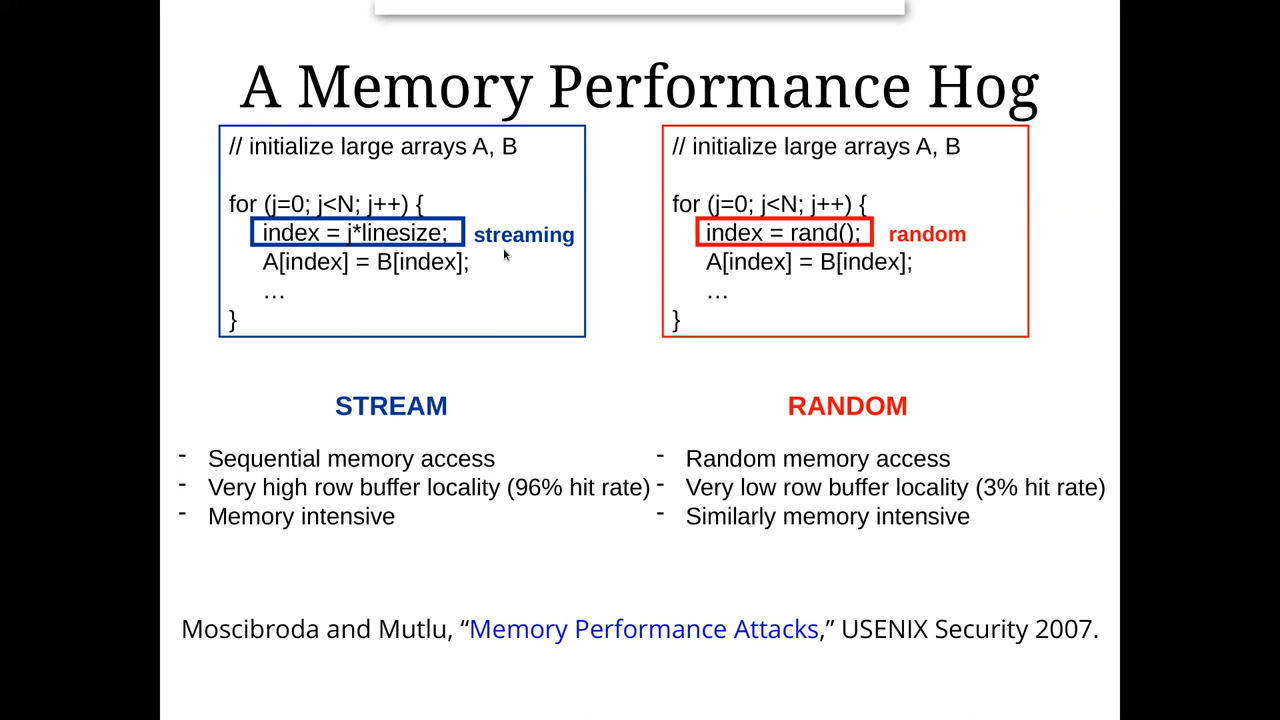 A Memory Performance Hog
// initialize large arrays A, B
for (j=0; j<N; j++) {
index = j*linesize;
streaming
A[index] = B[index];
…
}
// initialize large arrays A, B
for (j=0; j<N; j++) {
index = rand();
random
A[index] = B[index];
…
}
STREAM
- Sequential memory access
- Very high row buffer locality (96% hit rate)
- Memory intensive
RANDOM
- Random memory access
- Very low row buffer locality (3% hit rate)
- Similarly memory intensive
Moscibroda and Mutlu, “Memory Performance Attacks,” USENIX Security 2007.